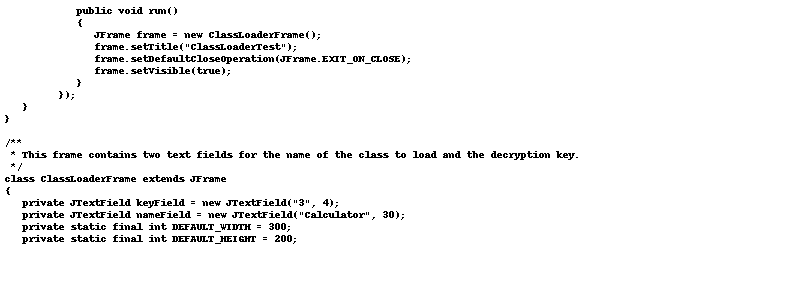 public void run()
{
JFrame frame = new ClassLoaderFrame();
frame.setTitle("ClassLoaderTest");
frame.setDefaultCloseOperation(JFrame.EXIT_ON_CLOSE);
frame.setVisible(true);
}
});
}
}
/**
* This frame contains two text fields for the name of the class to load and the decryption key.
*/
class ClassLoaderFrame extends JFrame
{
private JTextField keyField = new JTextField("3", 4);
private JTextField nameField = new JTextField("Calculator", 30);
private static final int DEFAULT_WIDTH = 300;
private static final int DEFAULT_HEIGHT = 200;